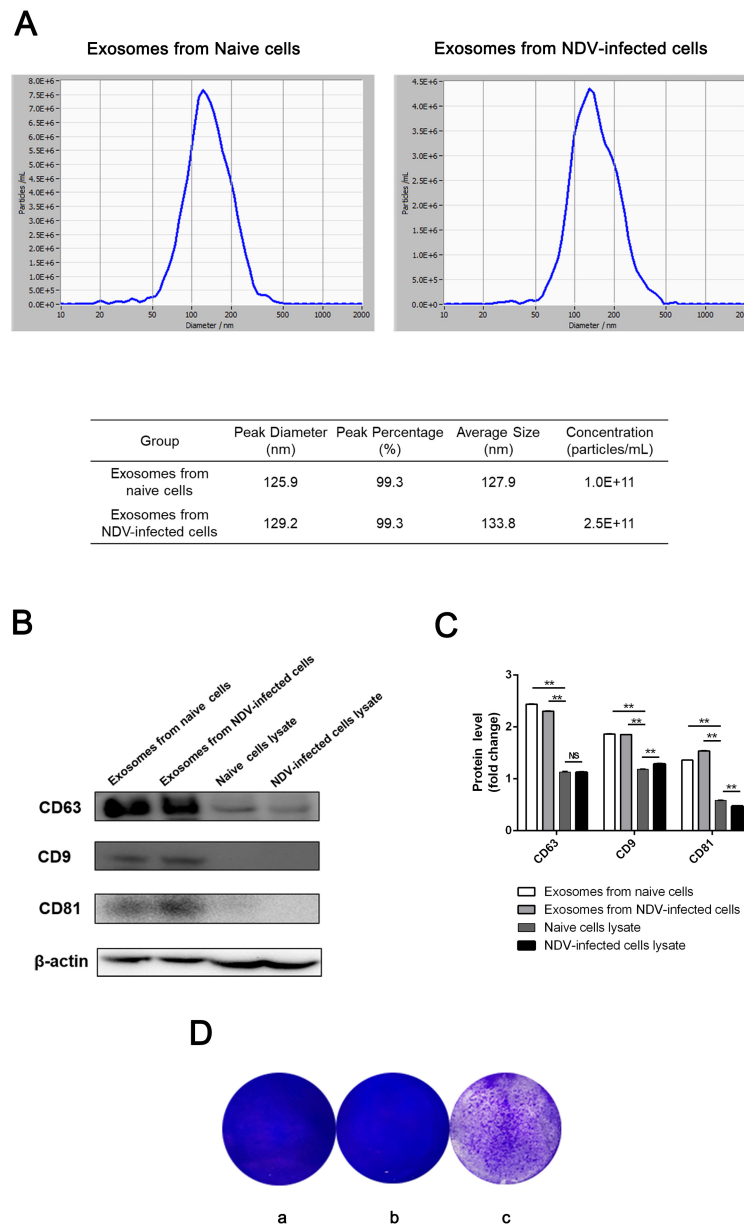 A
Exosomes from Naive cells
Exosomes from NDV-infected cells
8.0E+6
7.5E+6
7.0E+6
6.5E+6
6.0E+6
5.5E+6
5.0E+6
4.5E+6
4.0E+6
3.5E+6
3.0E+6
2.5E+6
2.0E+6
1.5E+6
1.0E+6
5.0E+5
0.0E+0
Particles /mL
10 20 50 100 200 500 1000 2000
Diameter / nm
4.5E+6
4.0E+6
3.5E+6
3.0E+6
2.5E+6
2.0E+6
1.5E+6
1.0E+6
5.0E+5
0.0E+0
Particles /mL
10 20 50 100 200 500 1000 200
Diameter / nm
Group Peak Diameter (nm) Peak Percentage (%) Average Size (nm) Concentration (particles/mL)
Exosomes from naive cells 125.9 99.3 127.9 1.0E+11
Exosomes from NDV-infected cells 129.2 99.3 133.8 2.5E+11
B
Exosomes from naive cells
Exosomes from NDV-infected cells
Naive cells lysate
NDV-infected cells lysate
CD63
CD9
CD81
β-actin
C
Protein level
(fold change)
3
2
1
0
**
**
NS
**
**
**
**
**
**
CD63
CD9
CD81
Exosomes from naive cells
Exosomes from NDV-infected cells
Naive cells lysate
NDV-infected cells lysate
D
a b c